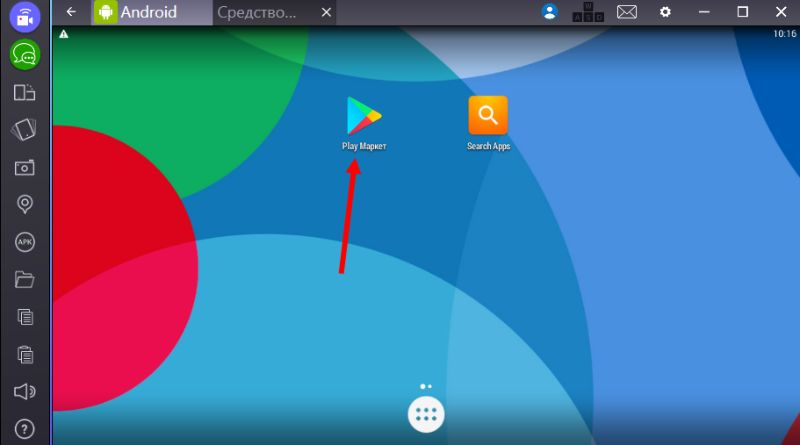 Android
Средство...
W
A S D
10:16
Play Маркет
Search Apps
APK